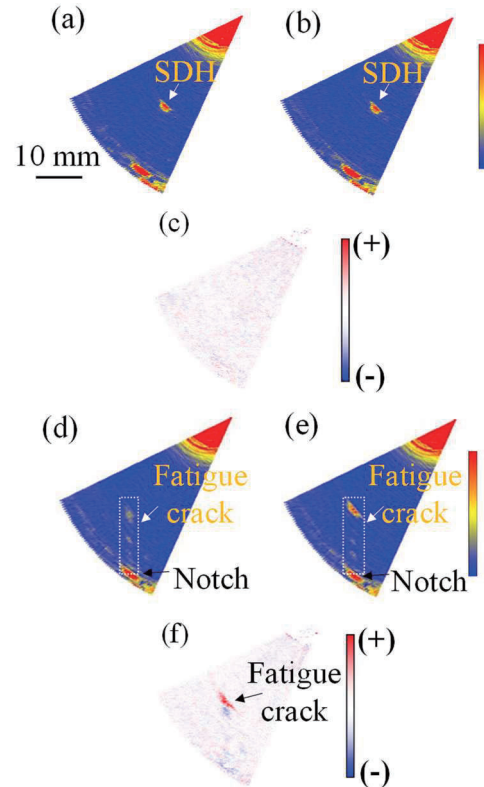 (a)
(b)
SDH
SDH
10 mm
(c)
(+)
(-)
(d)
(e)
Fatigue
crack
Notch
Fatigue
crack
Notch
(f)
(+)
Fatigue
crack
(-)